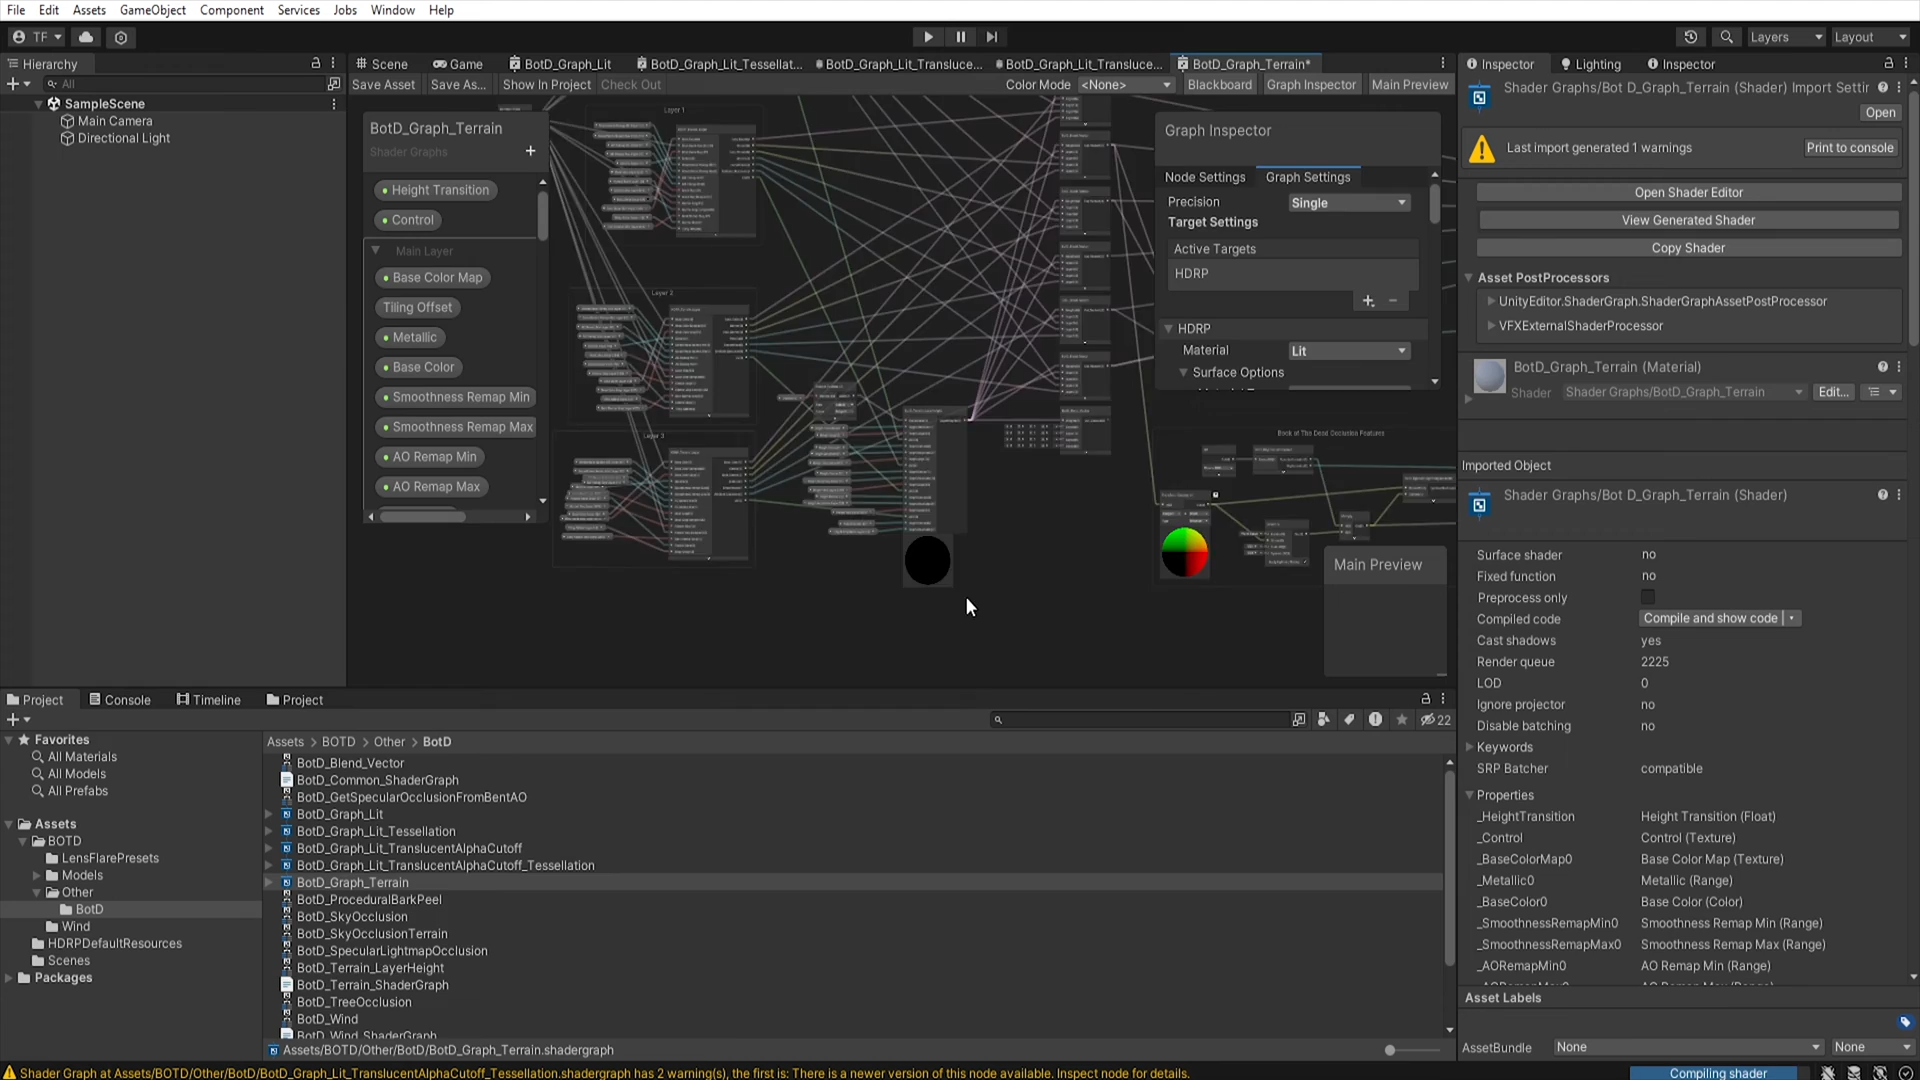 File Edit Assets GameObject Component Services Jobs Window Help
TF Layers Layout
Hierarchy Scene Game BotD_Graph_Lit BotD_Graph_Lit_Tessellat... BotD_Graph_Lit_Transluce... BotD_Graph_Lit_Transluce... BotD_Graph_Terrain* Inspector Lighting Inspector
All
Save Asset Save As... Show In Project Check Out Color Mode <None> Blackboard Graph Inspector Main Preview
SampleScene
Main Camera
Directional Light
BotD_Graph_Terrain
Shader Graphs
Height Transition
Control
Main Layer
Base Color Map
Tiling Offset
Metallic
Base Color
Smoothness Remap Min
Smoothness Remap Max
AO Remap Min
AO Remap Max
Layer 1
Layer 2
Layer 3
Book of The Dead Occlusion Features
Graph Inspector
Node Settings Graph Settings
Precision Single
Target Settings
Active Targets
HDRP
HDRP
Material Lit
Surface Options
Main Preview
Shader Graphs/Bot D_Graph_Terrain (Shader) Import Settir
Open
Last import generated 1 warnings Print to console
Open Shader Editor
View Generated Shader
Copy Shader
Asset PostProcessors
UnityEditor.ShaderGraph.ShaderGraphAssetPostProcessor
VFXExternalShaderProcessor
BotD_Graph_Terrain (Material)
Shader Shader Graphs/BotD_Graph_Terrain Edit...
Imported Object
Shader Graphs/Bot D_Graph_Terrain (Shader)
Surface shader no
Fixed function no
Preprocess only
Compiled code Compile and show code
Cast shadows yes
Render queue 2225
LOD 0
Ignore projector no
Disable batching no
Keywords
SRP Batcher compatible
Properties
_HeightTransition Height Transition (Float)
_Control Control (Texture)
_BaseColorMap0 Base Color Map (Texture)
_Metallic0 Metallic (Range)
_BaseColor0 Base Color (Color)
_SmoothnessRemapMin0 Smoothness Remap Min (Range)
_SmoothnessRemapMax0 Smoothness Remap Max (Range)
_AORemapMin0 AO Remap Min (Range)
Asset Labels
AssetBundle None None
Project Console Timeline Project
22
Favorites
All Materials
All Models
All Prefabs
Assets
BOTD
LensFlarePresets
Models
Other
BotD
Wind
HDRPDefaultResources
Scenes
Packages
Assets > BOTD > Other > BotD
BotD_Blend_Vector
BotD_Common_ShaderGraph
BotD_GetSpecularOcclusionFromBentAO
BotD_Graph_Lit
BotD_Graph_Lit_Tessellation
BotD_Graph_Lit_TranslucentAlphaCutoff
BotD_Graph_Lit_TranslucentAlphaCutoff_Tessellation
BotD_Graph_Terrain
BotD_ProceduralBarkPeel
BotD_SkyOcclusion
BotD_SkyOcclusionTerrain
BotD_SpecularLightmapOcclusion
BotD_Terrain_LayerHeight
BotD_Terrain_ShaderGraph
BotD_TreeOcclusion
BotD_Wind
BotD_Wind_ShaderGraph
Assets/BOTD/Other/BotD/BotD_Graph_Terrain.shadergraph
Shader Graph at Assets/BOTD/Other/BotD/BotD_Graph_Lit_TranslucentAlphaCutoff_Tessellation.shadergraph has 2 warning(s), the first is: There is a newer version of this node available. Inspect node for details.
Compiling shader